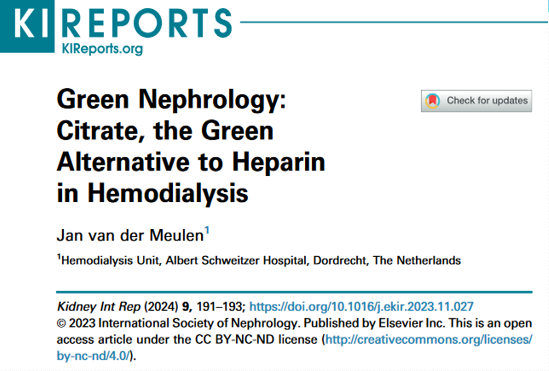 KI REPORTS
KIReports.org
Check for updates
Green Nephrology:
Citrate, the Green
Alternative to Heparin
in Hemodialysis
Jan van der Meulen1
1Hemodialysis Unit, Albert Schweitzer Hospital, Dordrecht, The Netherlands
Kidney Int Rep (2024) 9, 191–193; https://doi.org/10.1016/j.ekir.2023.11.027
© 2023 International Society of Nephrology. Published by Elsevier Inc. This is an open
access article under the CC BY-NC-ND license (http://creativecommons.org/licenses/
by-nc-nd/4.0/).